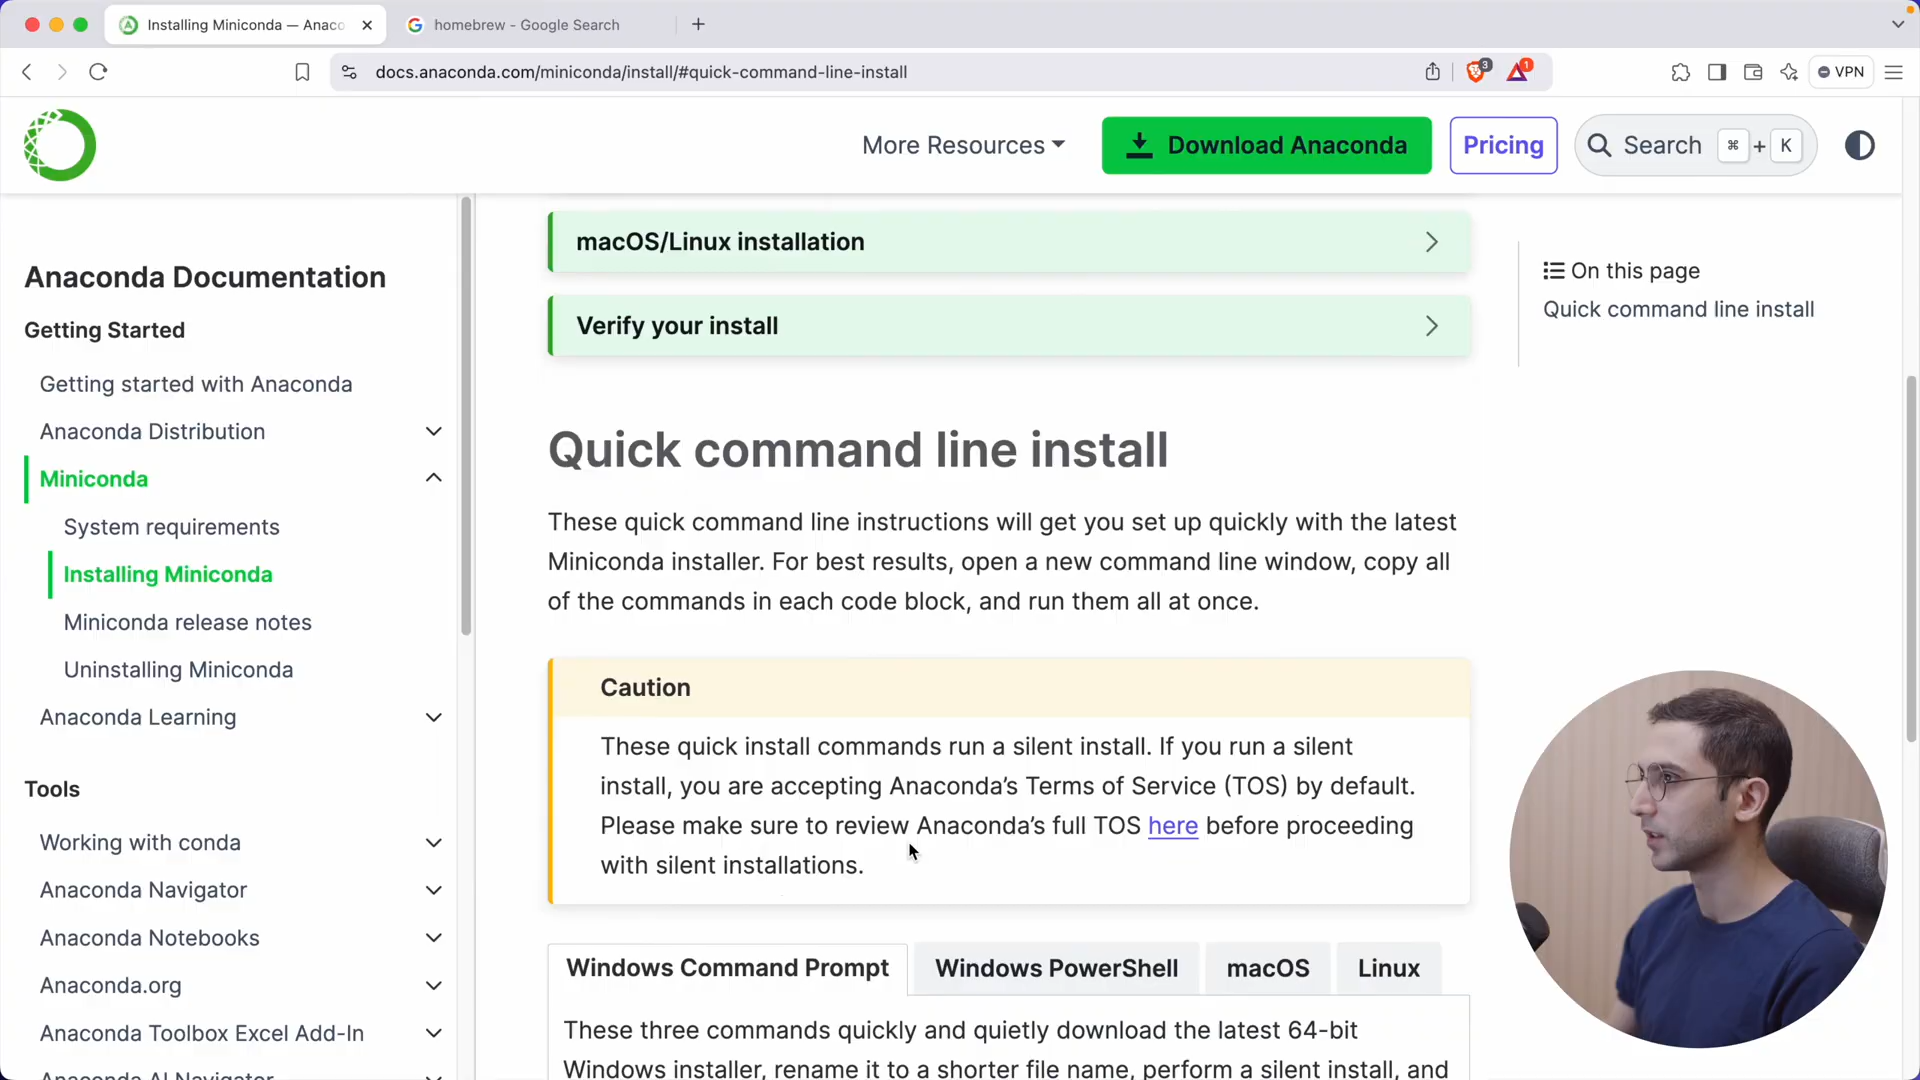 Installing Miniconda — Anaco
homebrew - Google Search
docs.anaconda.com/miniconda/install/#quick-command-line-install
3
1
VPN
More Resources
Download Anaconda
Pricing
Search ⌘ + K
Anaconda Documentation
Getting Started
Getting started with Anaconda
Anaconda Distribution
Miniconda
System requirements
Installing Miniconda
Miniconda release notes
Uninstalling Miniconda
Anaconda Learning
Tools
Working with conda
Anaconda Navigator
Anaconda Notebooks
Anaconda.org
Anaconda Toolbox Excel Add-In
Anaconda AI Navigator
macOS/Linux installation
Verify your install
Quick command line install
These quick command line instructions will get you set up quickly with the latest
Miniconda installer. For best results, open a new command line window, copy all
of the commands in each code block, and run them all at once.
Caution
These quick install commands run a silent install. If you run a silent
install, you are accepting Anaconda’s Terms of Service (TOS) by default.
Please make sure to review Anaconda’s full TOS here before proceeding
with silent installations.
Windows Command Prompt
Windows PowerShell
macOS
Linux
These three commands quickly and quietly download the latest 64-bit
Windows installer, rename it to a shorter file name, perform a silent install, and
On this page
Quick command line install